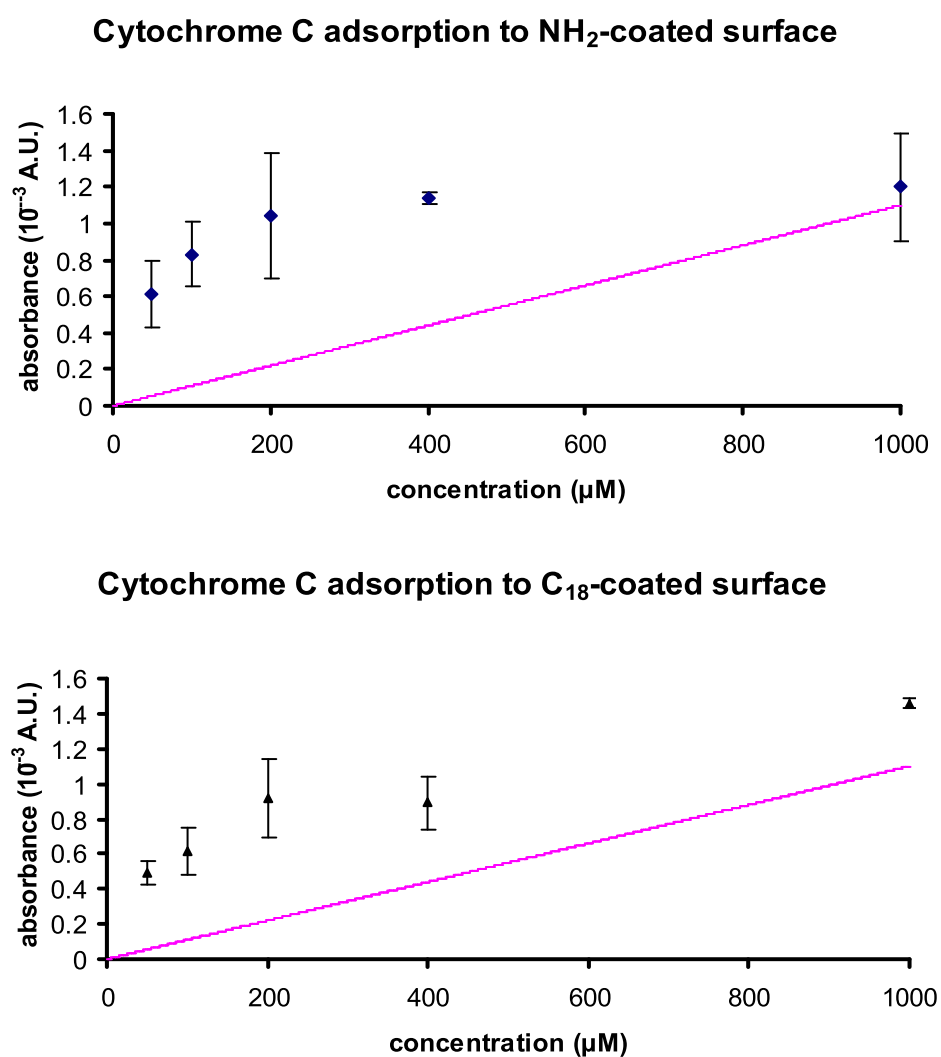 Cytochrome C adsorption to NH₂-coated surface
absorbance (10⁻⁻³ A.U.)
1.6
1.4
1.2
1
0.8
0.6
0.4
0.2
0
0 200 400 600 800 1000
concentration (µM)
Cytochrome C adsorption to C₁₈-coated surface
absorbance (10⁻³ A.U.)
1.6
1.4
1.2
1
0.8
0.6
0.4
0.2
0
0 200 400 600 800 1000
concentration (µM)